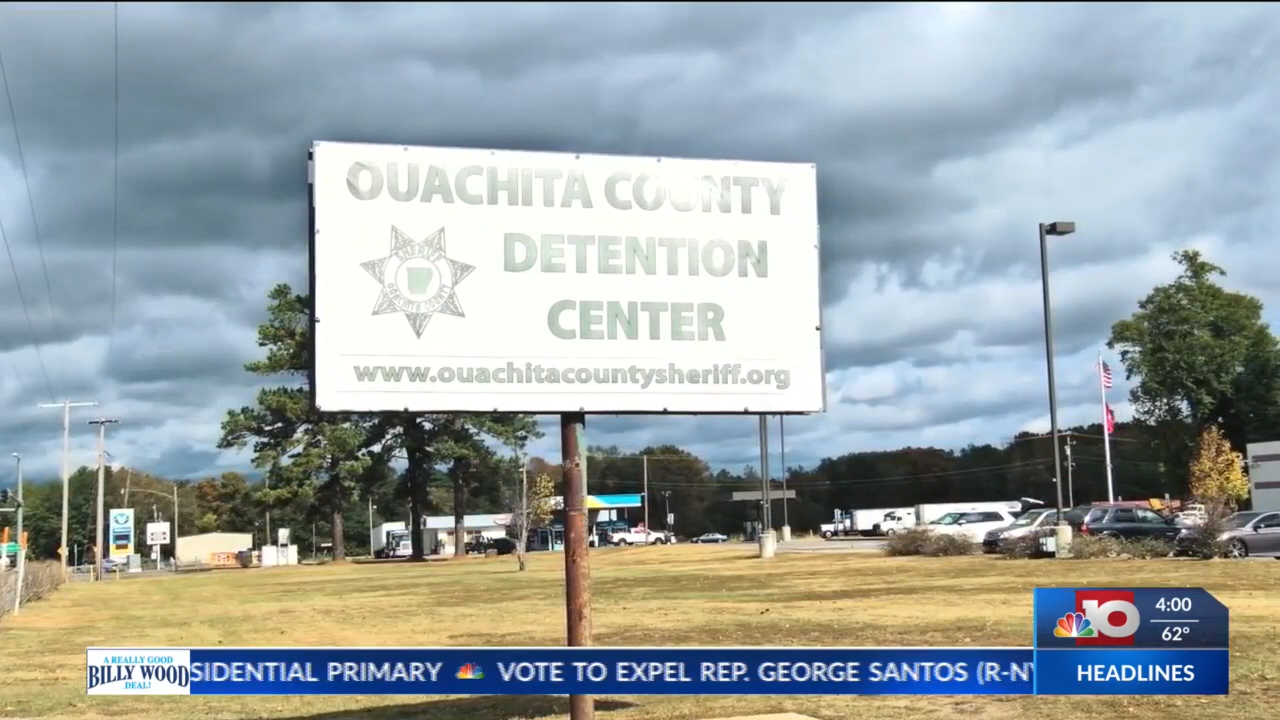 OUACHITA COUNTY
DETENTION
CENTER
www.ouachitacountysheriff.org
10
4:00
62°
HEADLINES
A REALLY GOOD
BILLY WOOD
DEAL!
SIDENTIAL PRIMARY VOTE TO EXPEL REP. GEORGE SANTOS (R-NY